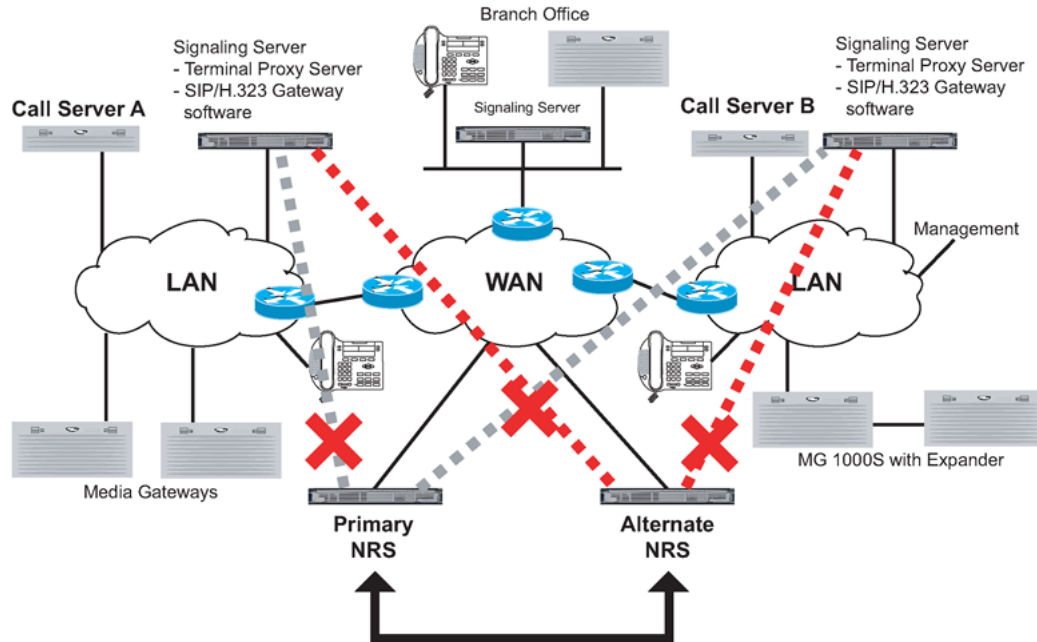 Branch Office
Signaling Server
- Terminal Proxy Server
- SIP/H.323 Gateway
software
Call Server A
Signaling Server
Call Server B
Signaling Server
- Terminal Proxy Server
- SIP/H.323 Gateway
software
Management
LAN
WAN
LAN
Media Gateways
MG 1000S with Expander
Primary
NRS
Alternate
NRS